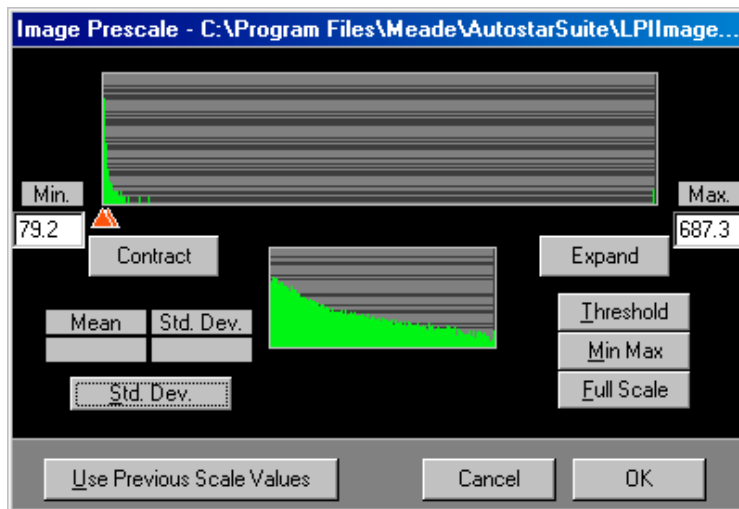 Image Prescale - C:\Program Files\Meade\AutostarSuite\LPIImage...
Min.
Max.
79.2
687.3
Contract
Expand
Mean
Std. Dev.
Threshold
Min Max
Std. Dev.
Full Scale
Use Previous Scale Values
Cancel
OK